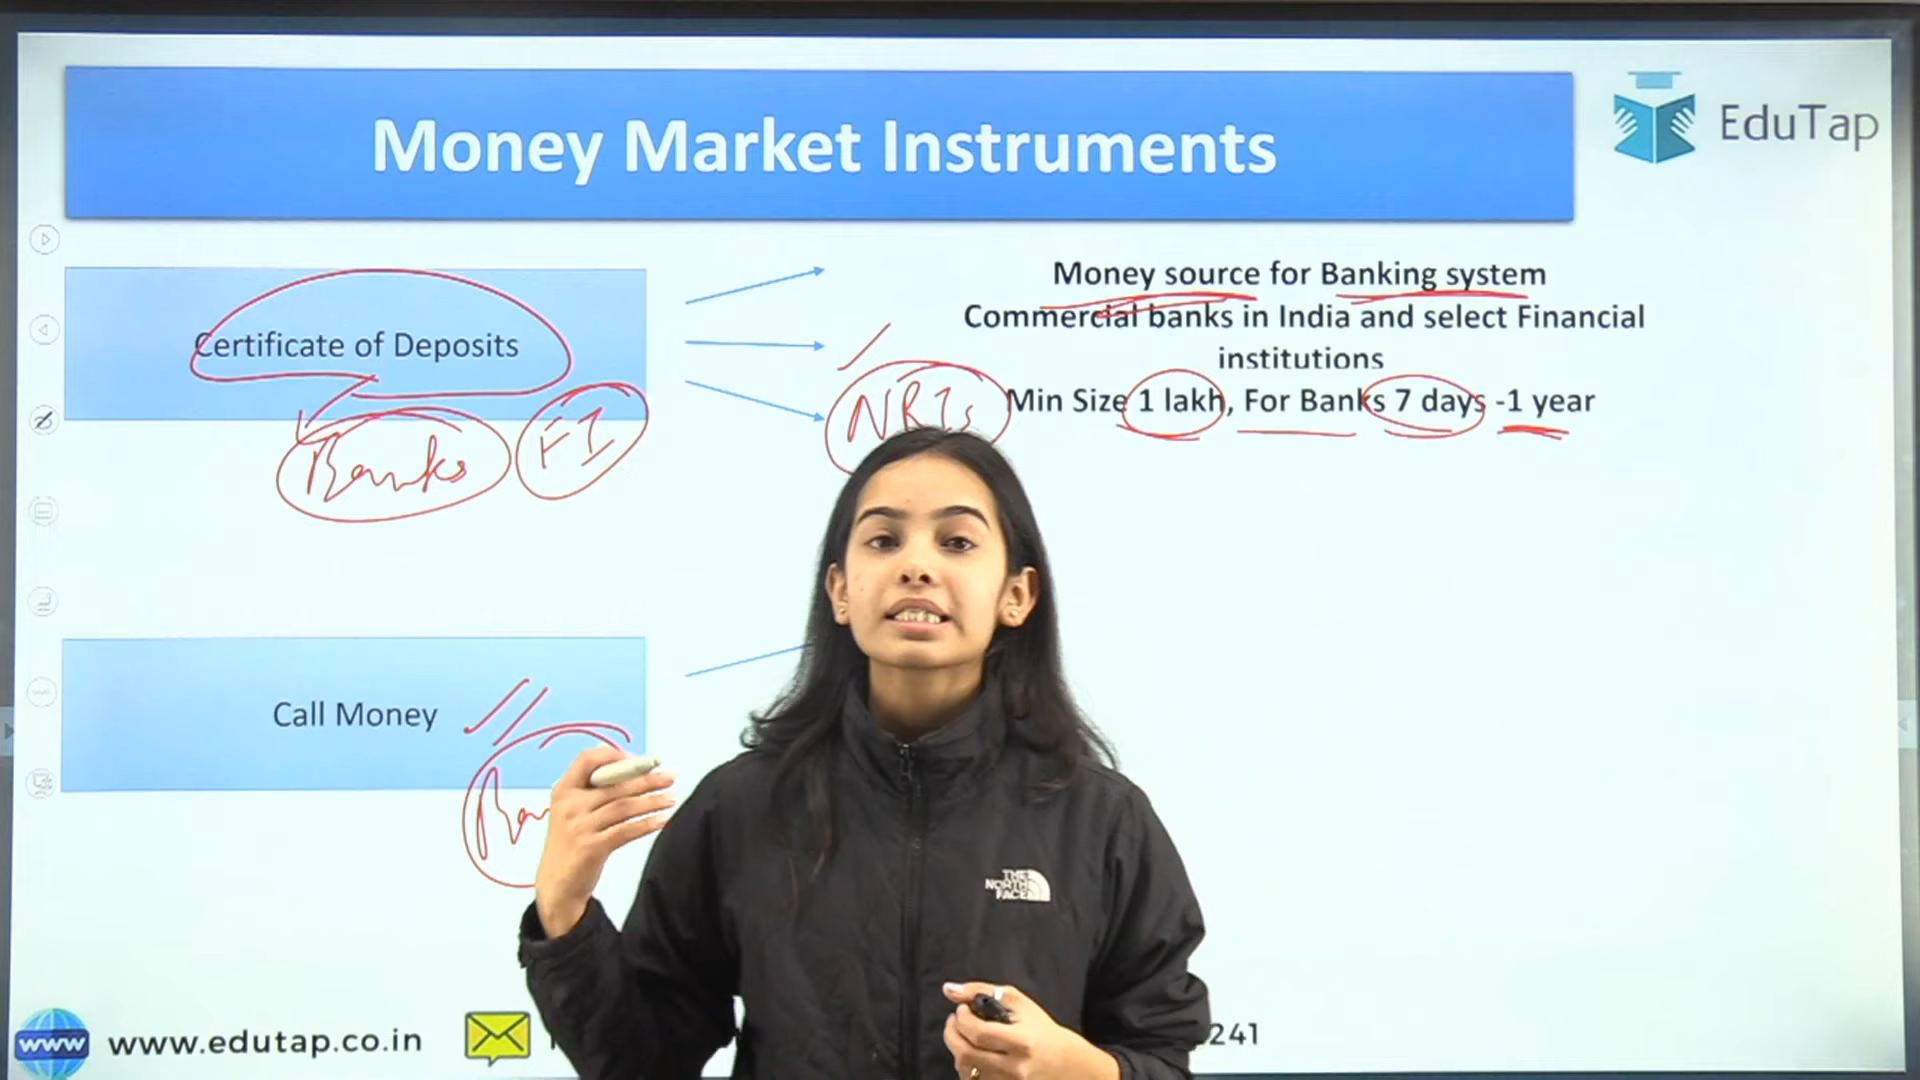 Money Market Instruments
EduTap
Certificate of Deposits
Money source for Banking system
Commercial banks in India and select Financial
institutions
Min Size 1 lakh, For Banks 7 days -1 year
NRIs
Banks
FI
Call Money
THE
NORTH
FACE
www
www.edutap.co.in
241